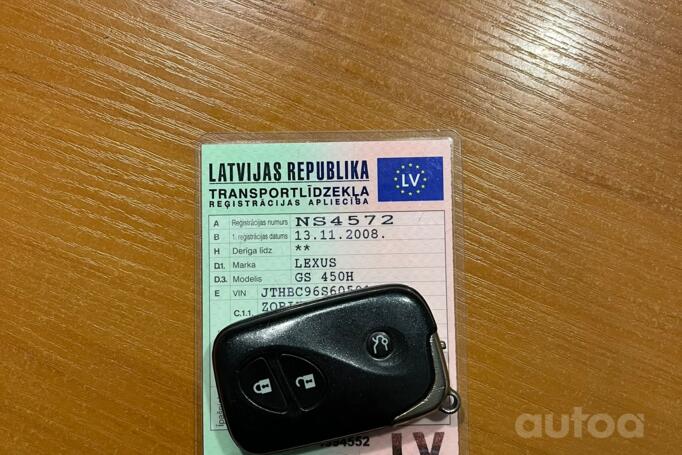 LATVIJAS REPUBLIKA
LV
TRANSPORTLĪDZEKĻA
REĢISTRĀCIJAS APLIECĪBA
A Reģistrācijas numurs NS4572
B 1. reģistrācijas datums 13.11.2008.
H Derīga līdz **
D.1. Marka LEXUS
D.3. Modelis GS 450H
E VIN
C.1.1.
LV
autoa